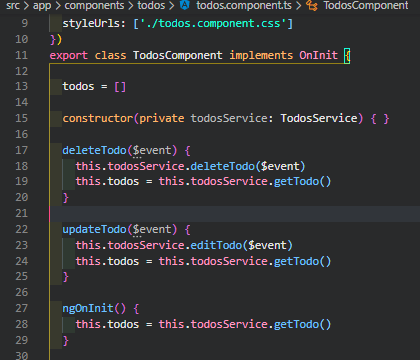 src > app > components > todos > todos.component.ts > TodosComponent
9 styleUrls: ['./todos.component.css']
10 })
11 export class TodosComponent implements OnInit {
12
13 todos = []
14
15 constructor(private todosService: TodosService) { }
16
17 deleteTodo($event) {
18 this.todosService.deleteTodo($event)
19 this.todos = this.todosService.getTodo()
20 }
21
22 updateTodo($event) {
23 this.todosService.editTodo($event)
24 this.todos = this.todosService.getTodo()
25 }
26
27 ngOnInit() {
28 this.todos = this.todosService.getTodo()
29 }
30